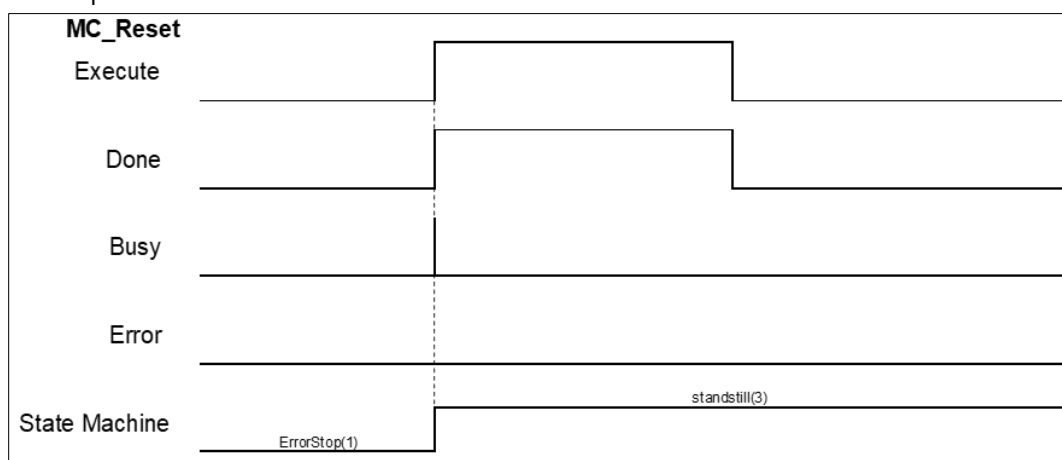 MC_Reset
Execute
Done
Busy
Error
standstill(3)
State Machine
ErrorStop(1)